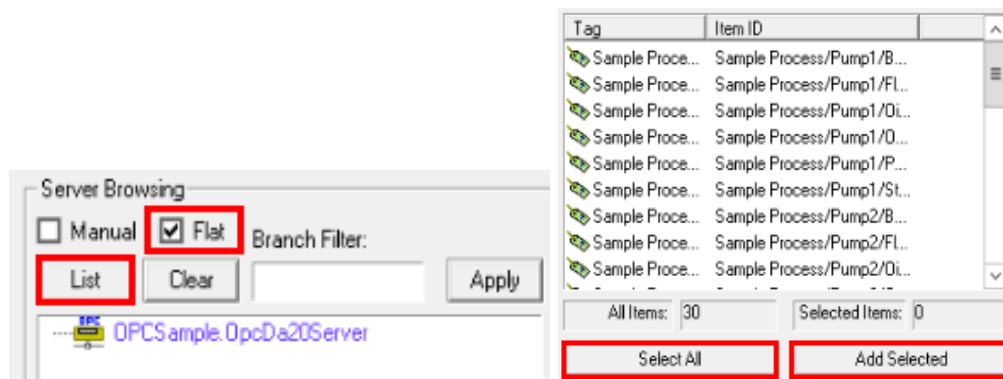 Server Browsing
Manual Flat Branch Filter:
List Clear Apply
OPC
OPCSample.OpcDa20Server
Tag Item ID
Sample Proce... Sample Process/Pump1/B...
Sample Proce... Sample Process/Pump1/Fl...
Sample Proce... Sample Process/Pump1/Oi...
Sample Proce... Sample Process/Pump1/O...
Sample Proce... Sample Process/Pump1/P...
Sample Proce... Sample Process/Pump1/St...
Sample Proce... Sample Process/Pump2/B...
Sample Proce... Sample Process/Pump2/Fl...
Sample Proce... Sample Process/Pump2/Oi...
All Items: 30 Selected Items: 0
Select All Add Selected